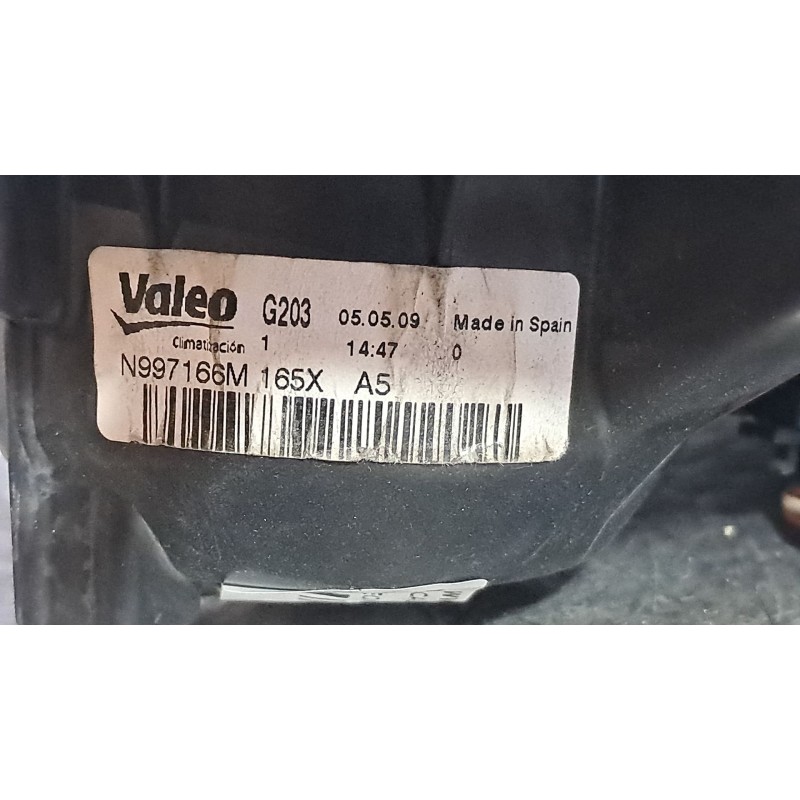 Valeo G203 05.05.09 Made in Spain
Climatización 1 14:47 0
N997166M 165X A5